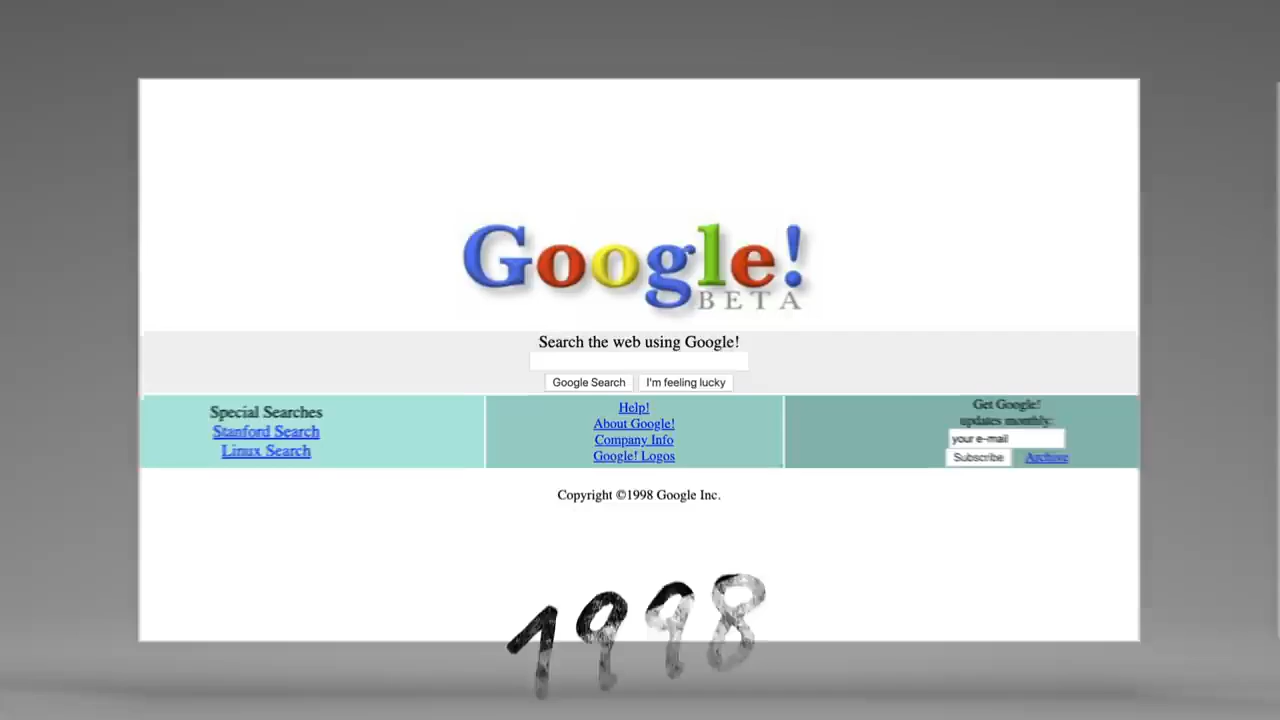 Google!
BETA
Search the web using Google!
Google Search I'm feeling lucky
Special Searches
Stanford Search
Linux Search
Help!
About Google!
Company Info
Google! Logos
Get Google!
updates monthly:
your e-mail
Subscribe Archive
Copyright ©1998 Google Inc.
1998